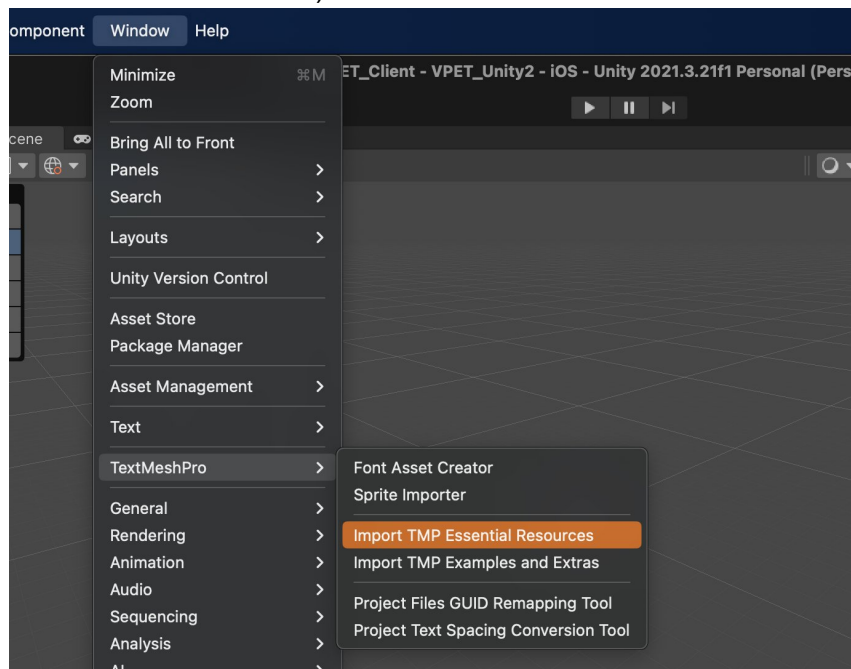 omponent Window Help
ET_Client - VPET_Unity2 - iOS - Unity 2021.3.21f1 Personal (Pers
cene
Minimize ⌘M
Zoom
Bring All to Front
Panels
Search
Layouts
Unity Version Control
Asset Store
Package Manager
Asset Management
Text
TextMeshPro
Font Asset Creator
Sprite Importer
Import TMP Essential Resources
Import TMP Examples and Extras
Project Files GUID Remapping Tool
Project Text Spacing Conversion Tool
General
Rendering
Animation
Audio
Sequencing
Analysis